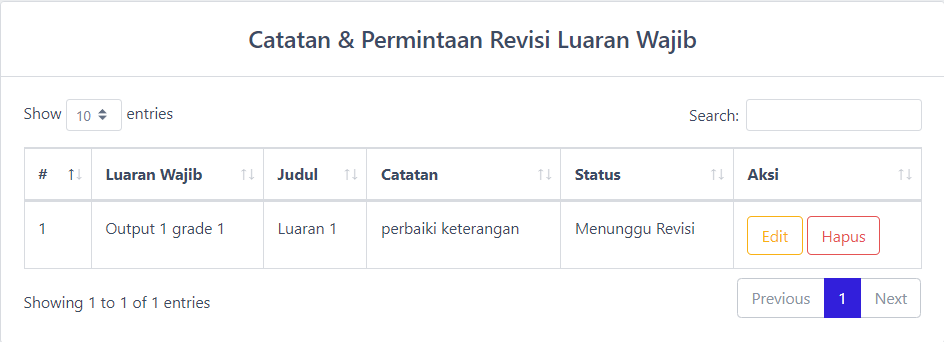 Catatan & Permintaan Revisi Luaran Wajib
Show 10 entries Search:
# Luaran Wajib Judul Catatan Status Aksi
1 Output 1 grade 1 Luaran 1 perbaiki keterangan Menunggu Revisi Edit Hapus
Showing 1 to 1 of 1 entries Previous 1 Next